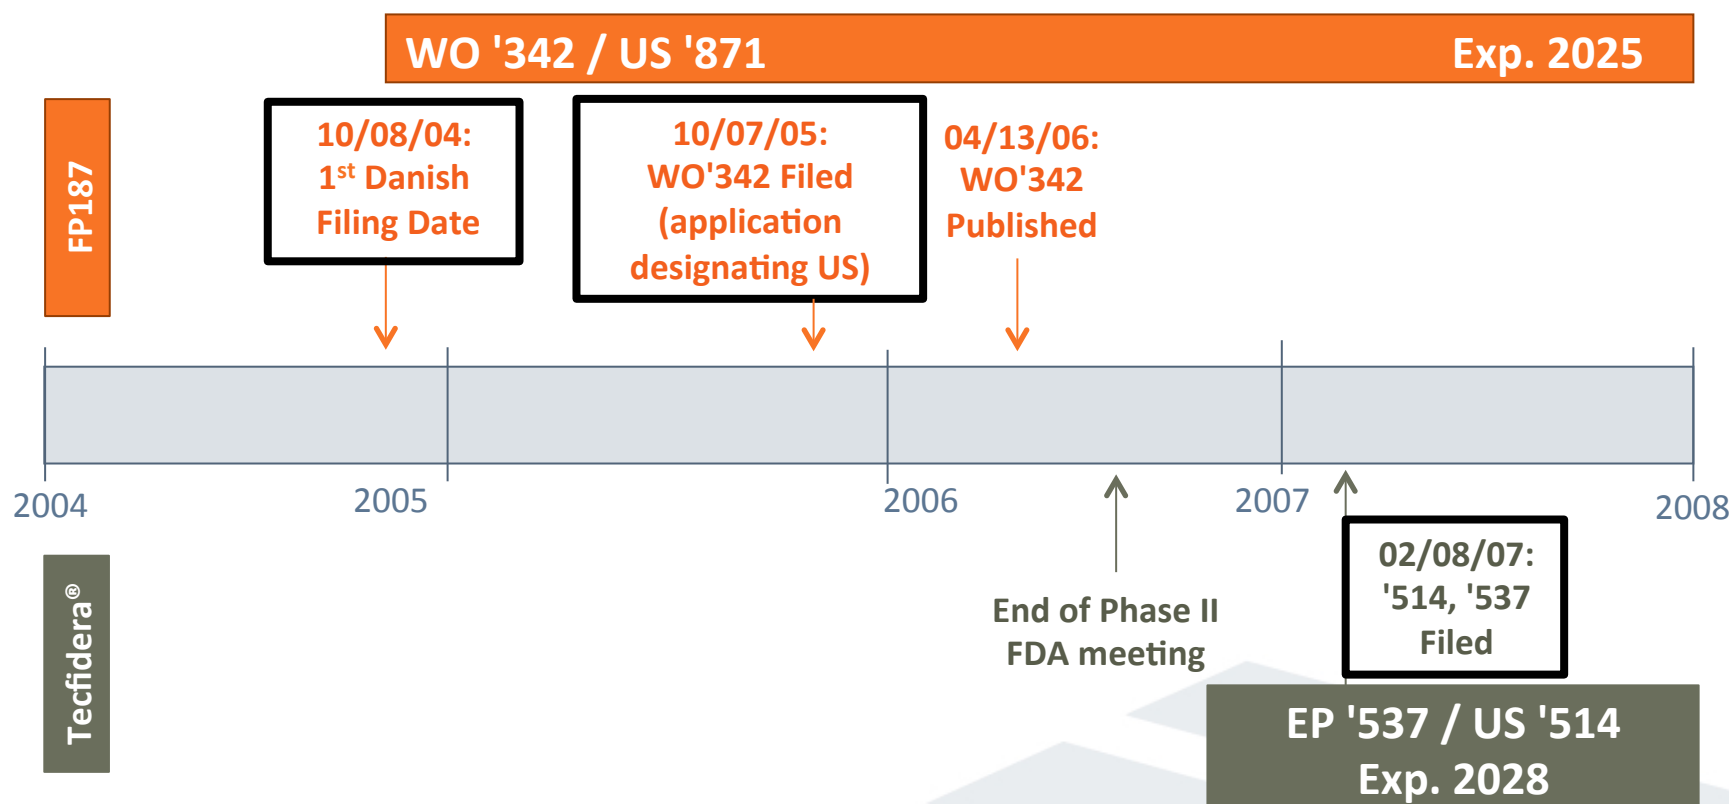 WO '342 / US '871 Exp. 2025
FP187
10/08/04:
1st Danish
Filing Date
10/07/05:
WO'342 Filed
(application
designating US)
04/13/06:
WO'342
Published
2004 2005 2006 2007 2008
Tecfidera®
End of Phase II
FDA meeting
02/08/07:
'514, '537
Filed
EP '537 / US '514
Exp. 2028